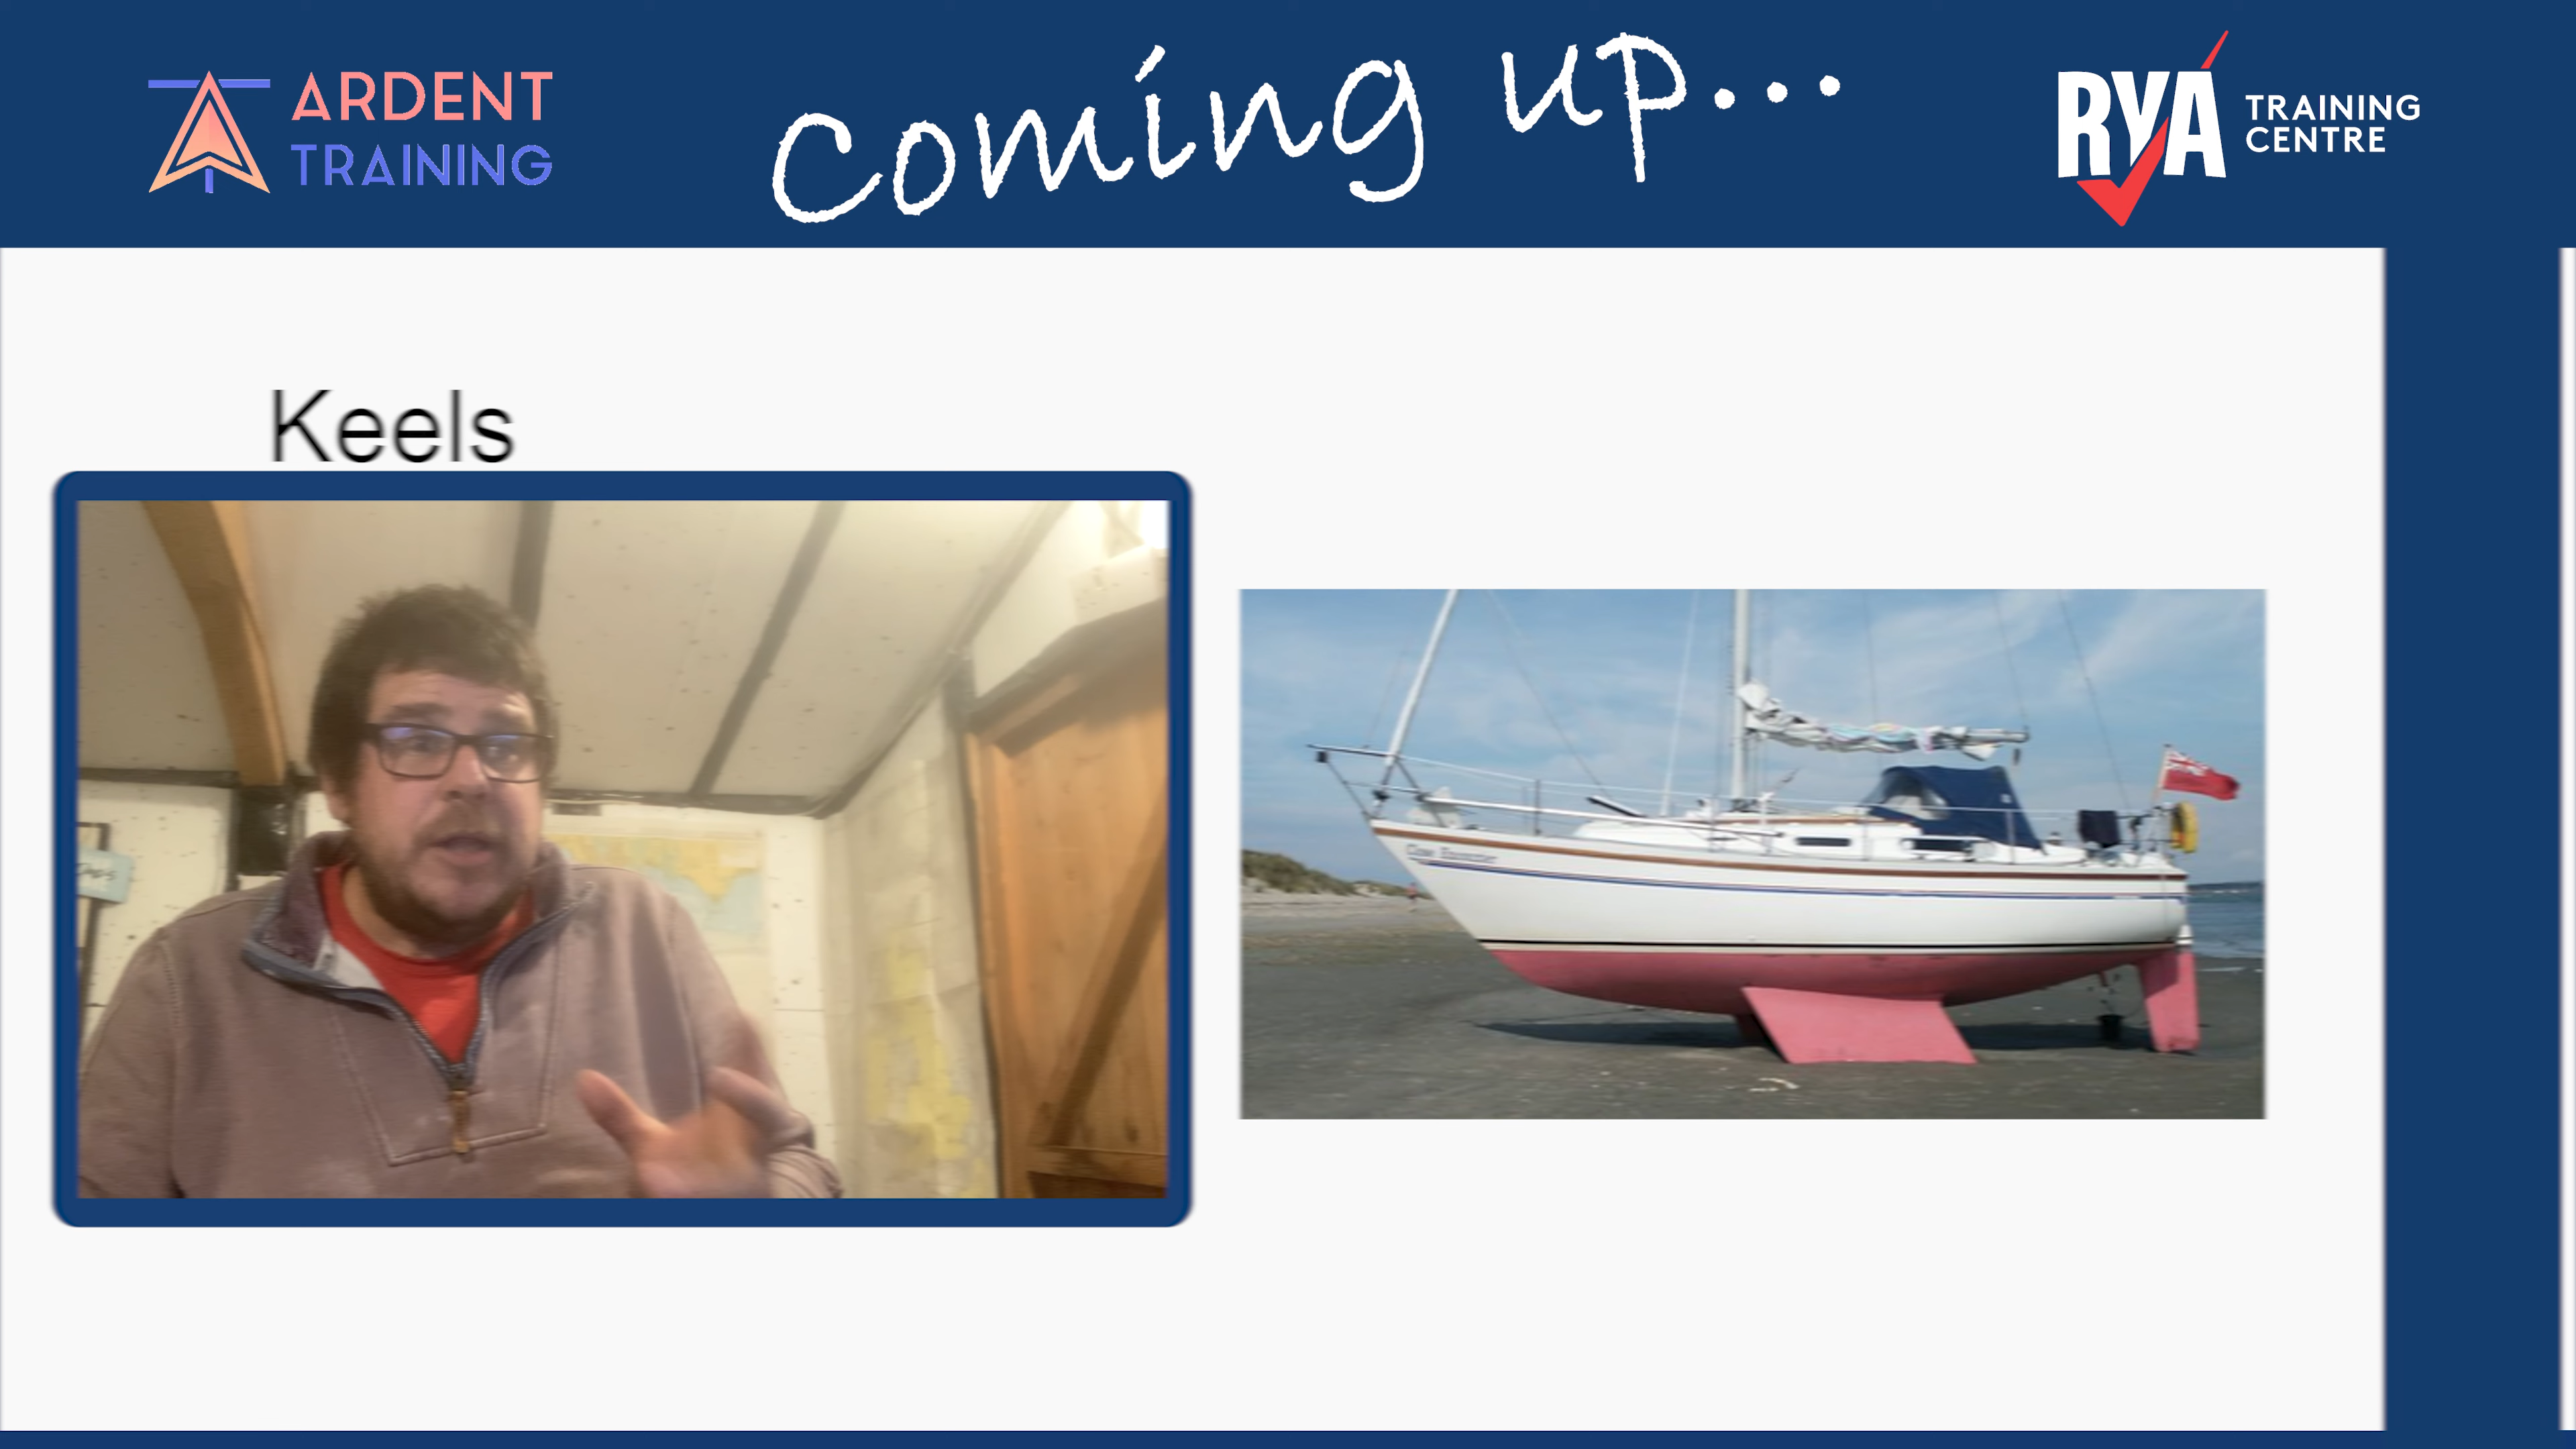 ARDENT
TRAINING
Coming up...
RYA
TRAINING
CENTRE
Keels